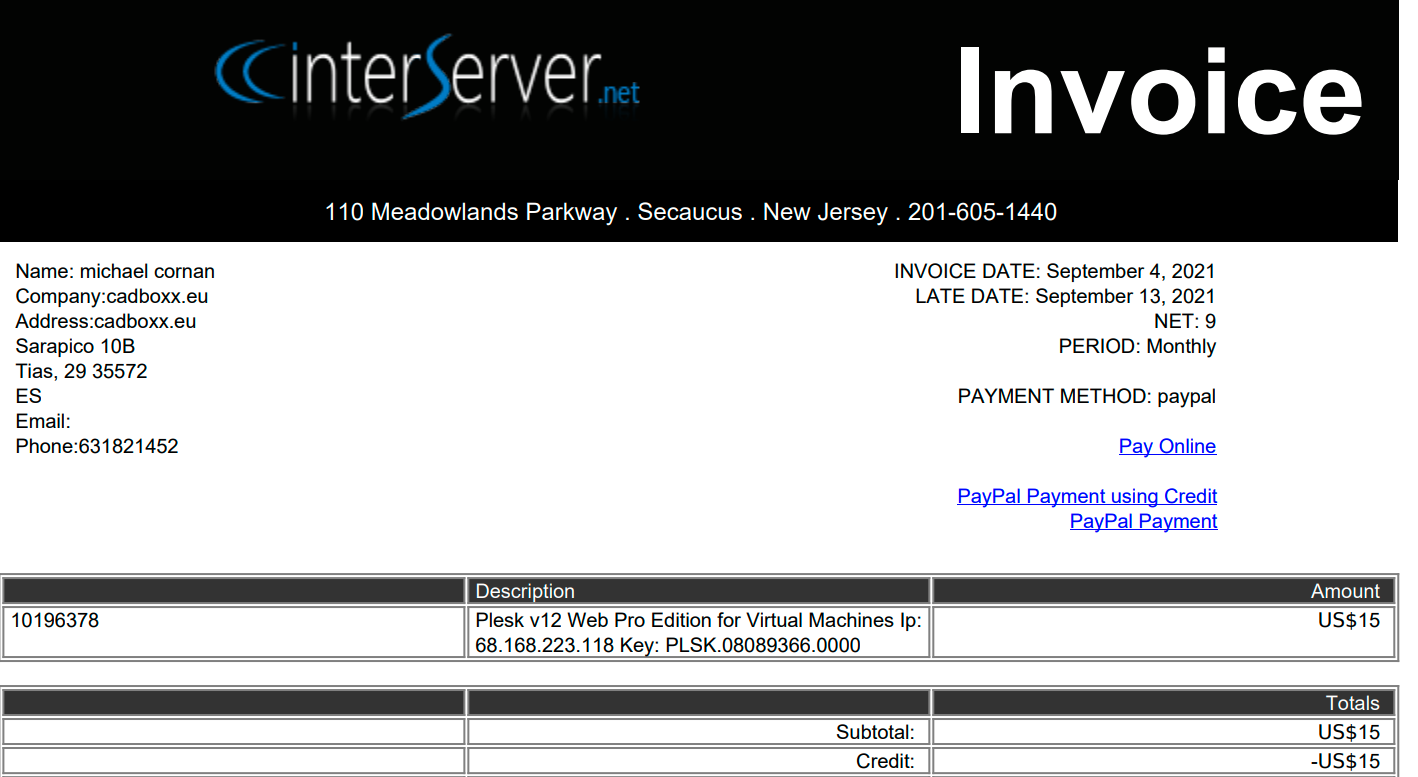 interServer.net
Invoice
110 Meadowlands Parkway . Secaucus . New Jersey . 201-605-1440
Name: michael cornan
Company:cadboxx.eu
Address:cadboxx.eu
Sarapico 10B
Tias, 29 35572
ES
Email:
Phone:631821452
INVOICE DATE: September 4, 2021
LATE DATE: September 13, 2021
NET: 9
PERIOD: Monthly
PAYMENT METHOD: paypal
Pay Online
PayPal Payment using Credit
PayPal Payment
Description Amount
10196378 Plesk v12 Web Pro Edition for Virtual Machines Ip: US$15
68.168.223.118 Key: PLSK.08089366.0000
Totals
Subtotal: US$15
Credit: -US$15